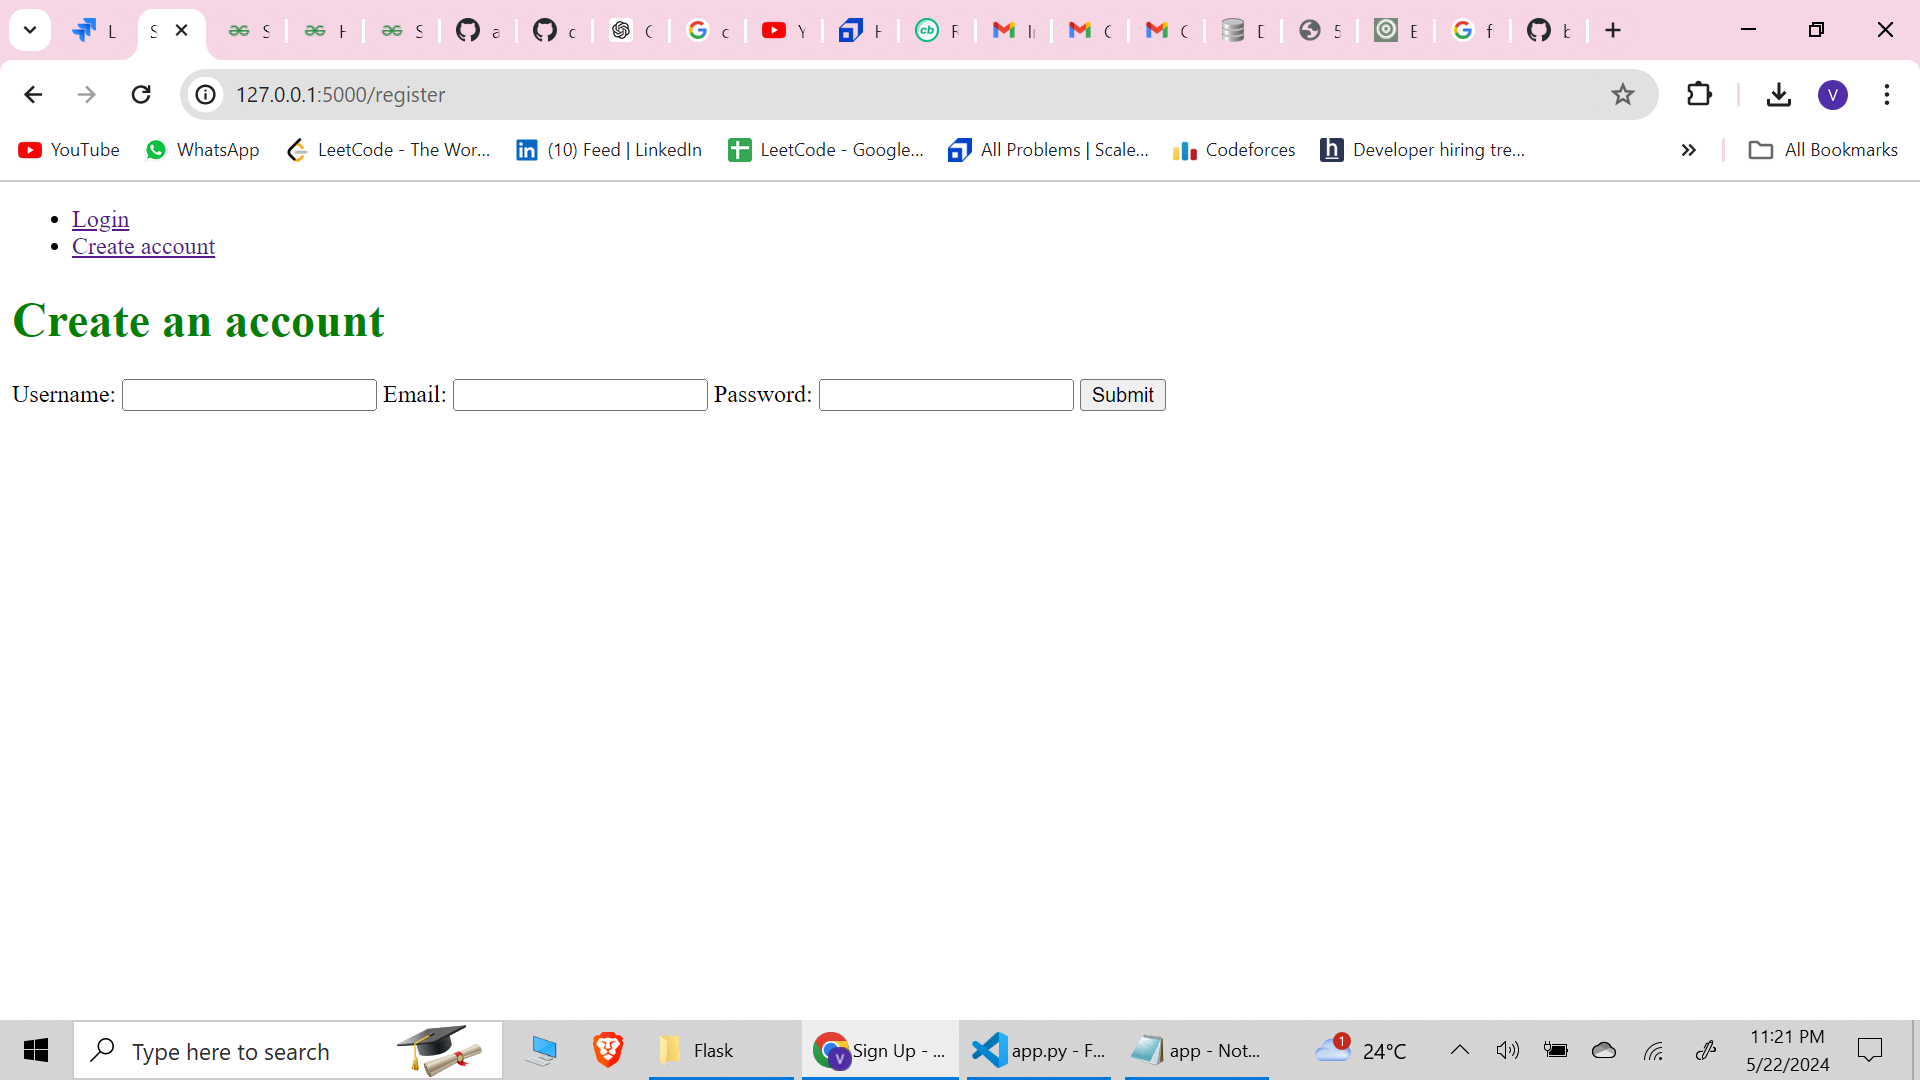 L
S
S
H
S
a
c
C
G
c
Y
R
C
C
D
5
E
f
b
127.0.0.1:5000/register
V
YouTube
WhatsApp
LeetCode - The Wor...
(10) Feed | LinkedIn
LeetCode - Google...
All Problems | Scale...
Codeforces
Developer hiring tre...
All Bookmarks
• Login
• Create account
Create an account
Username: Email: Password: Submit
Type here to search
Flask
Sign Up - ...
app.py - F...
app - Not...
1
24°C
11:21 PM
5/22/2024